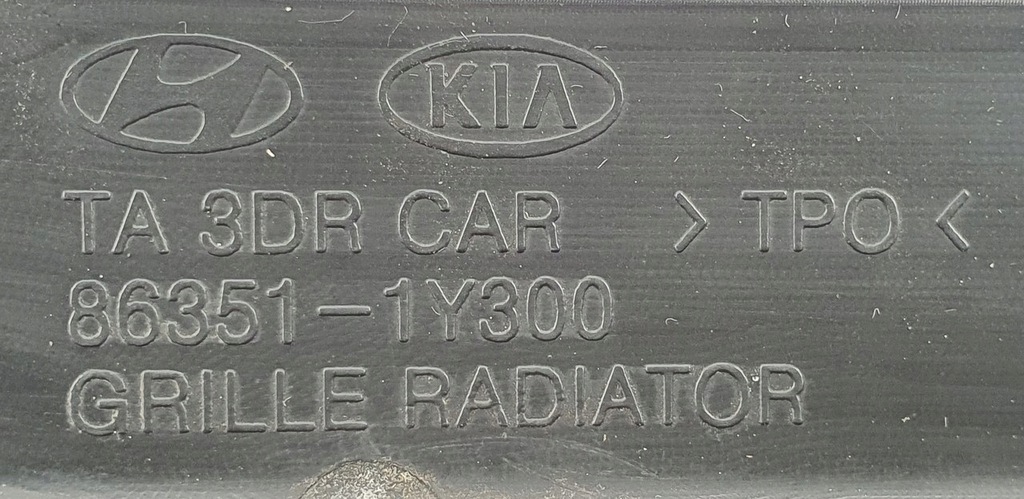 KIA
TA 3DR CAR >TPO<
86351-1Y300
GRILLE RADIATOR